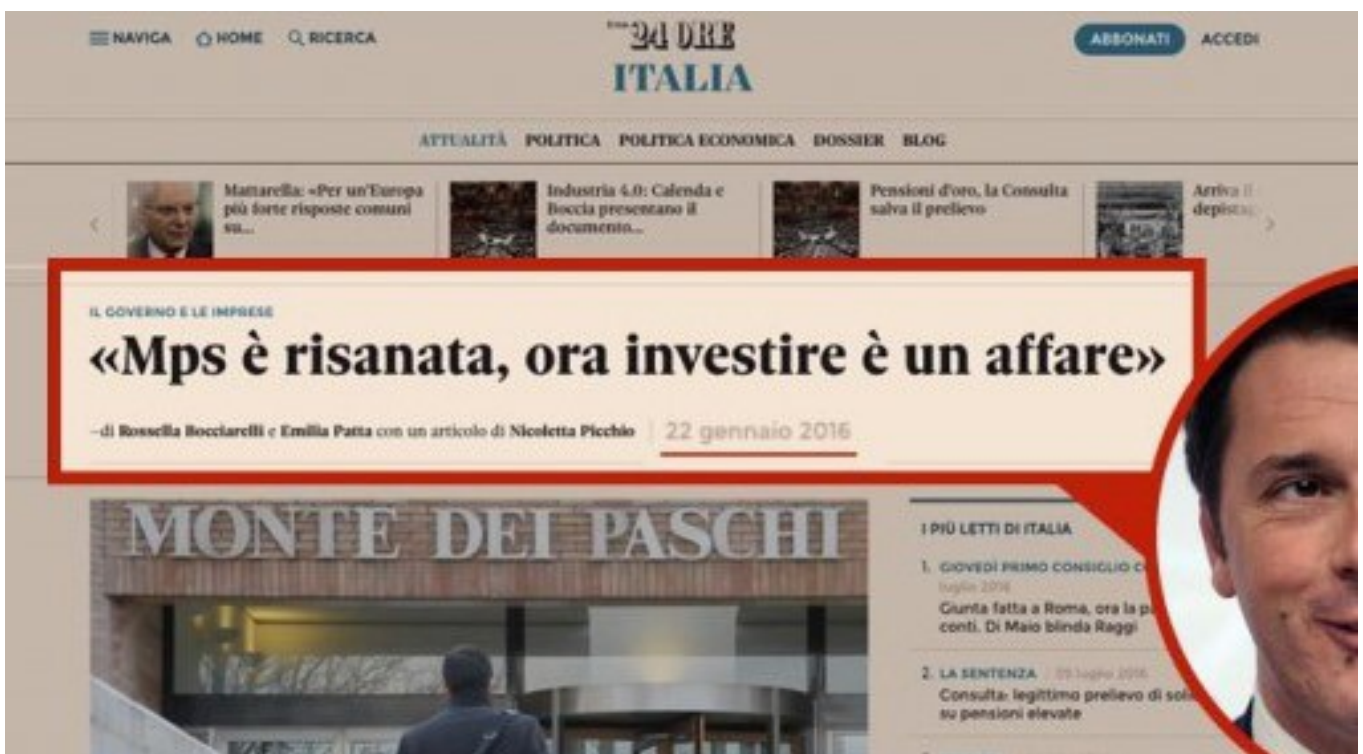 NAVIGA HOME RICERCA
24 ORE
ITALIA
ABBONATI ACCEDI
ATTUALITÀ POLITICA POLITICA ECONOMICA DOSSIER BLOG
Mattarella: «Per un'Europa
più forte risposte comuni
su...
Industria 4.0: Calenda e
Boccia presentano il
documento...
Pensioni d'oro, la Consulta
salva il prelievo
Arriva il
IL GOVERNO E LE IMPRESE
«Mps è risanata, ora investire è un affare»
–di Rossella Bocciarelli e Emilia Patta con un articolo di Nicoletta Picchio | 22 gennaio 2016
MONTE DEI PASCHI
I PIÙ LETTI DI ITALIA
1. GIOVEDÌ PRIMO CONSIGLIO
luglio 2016
Giunta fatta a Roma, ora la
conti. Di Maio blinda Raggi
2. LA SENTENZA | luglio 2016
Consulta: legittimo prelievo di
su pensioni elevate